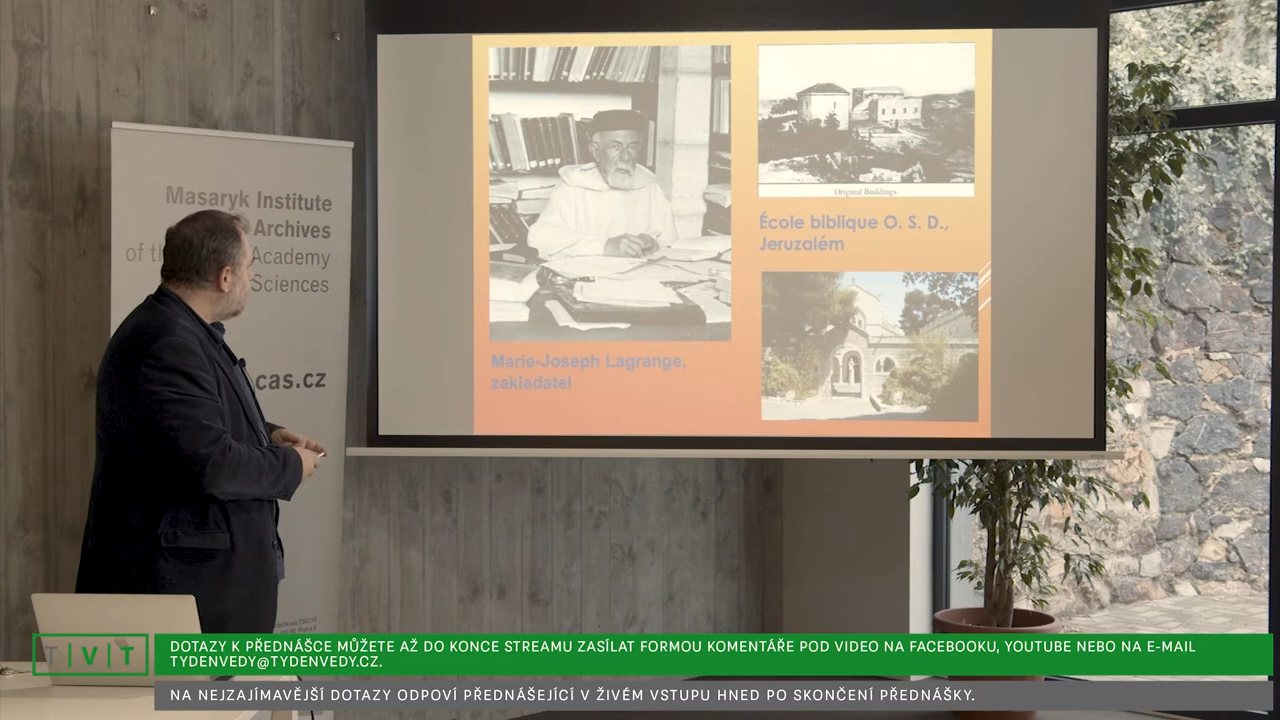 Masaryk Institute
Archives
of th Academy
Sciences
cas.cz
Original Buildings
École biblique O. S. D.,
Jeruzalém
Marie-Joseph Lagrange,
zakladatel
T|V|T
DOTAZY K PŘEDNÁŠCE MŮŽETE AŽ DO KONCE STREAMU ZASÍLAT FORMOU KOMENTÁŘE POD VIDEO NA FACEBOOKU, YOUTUBE NEBO NA E-MAIL
TYDENVEDY@TYDENVEDY.CZ.
NA NEJZAJÍMAVĚJŠÍ DOTAZY ODPOVÍ PŘEDNÁŠEJÍCÍ V ŽIVÉM VSTUPU HNED PO SKONČENÍ PŘEDNÁŠKY.